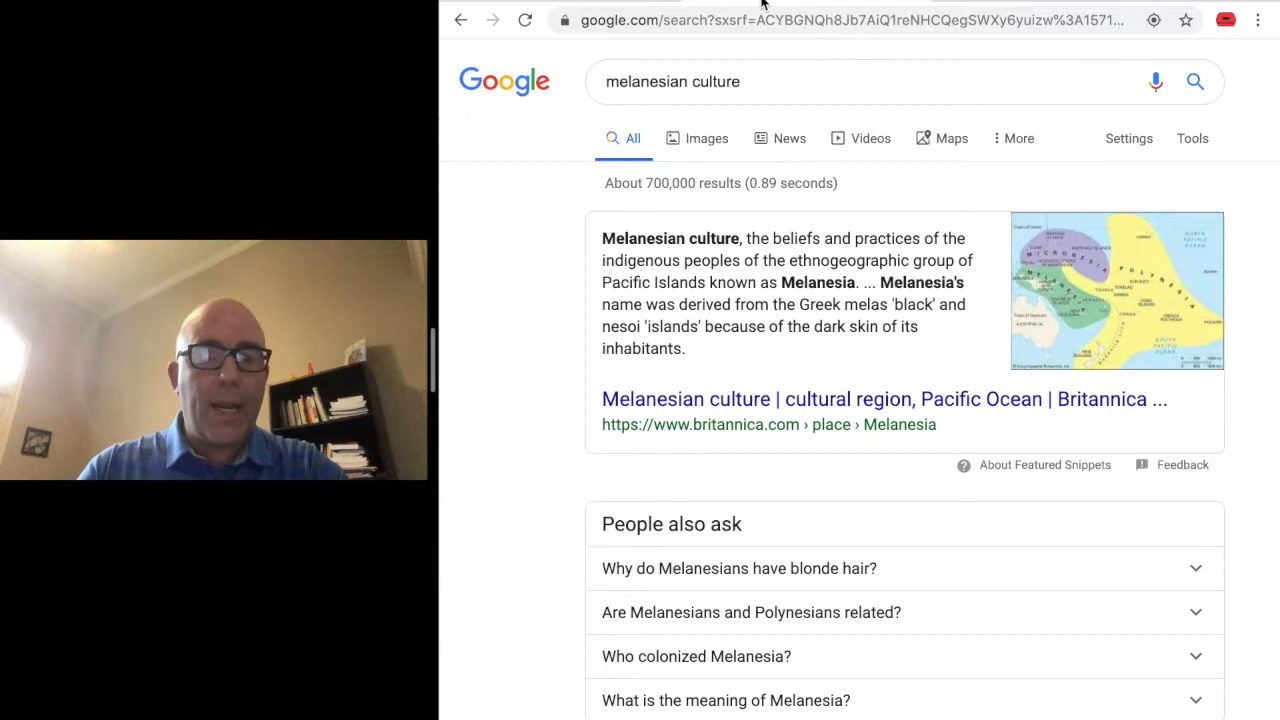 google.com/search?sxsrf=ACYBGNQh8Jb7AiQ1reNHCQegSWXy6yuizw%3A1571...
Google
melanesian culture
All Images News Videos Maps More Settings Tools
About 700,000 results (0.89 seconds)
Melanesian culture, the beliefs and practices of the
indigenous peoples of the ethnogeographic group of
Pacific Islands known as Melanesia. ... Melanesia's
name was derived from the Greek melas 'black' and
nesoi 'islands' because of the dark skin of its
inhabitants.
MICRONESIA
POLYNESIA
MELANESIA
AUSTRALIA
Melanesian culture | cultural region, Pacific Ocean | Britannica ...
https://www.britannica.com › place › Melanesia
About Featured Snippets Feedback
People also ask
Why do Melanesians have blonde hair?
Are Melanesians and Polynesians related?
Who colonized Melanesia?
What is the meaning of Melanesia?